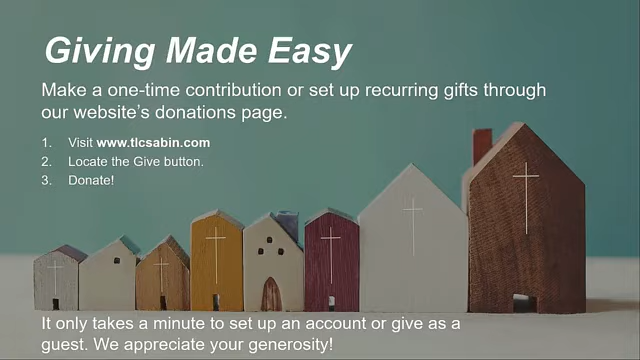 Giving Made Easy
Make a one-time contribution or set up recurring gifts through
our website’s donations page.
1. Visit www.tlcsabin.com
2. Locate the Give button.
3. Donate!
It only takes a minute to set up an account or give as a
guest. We appreciate your generosity!